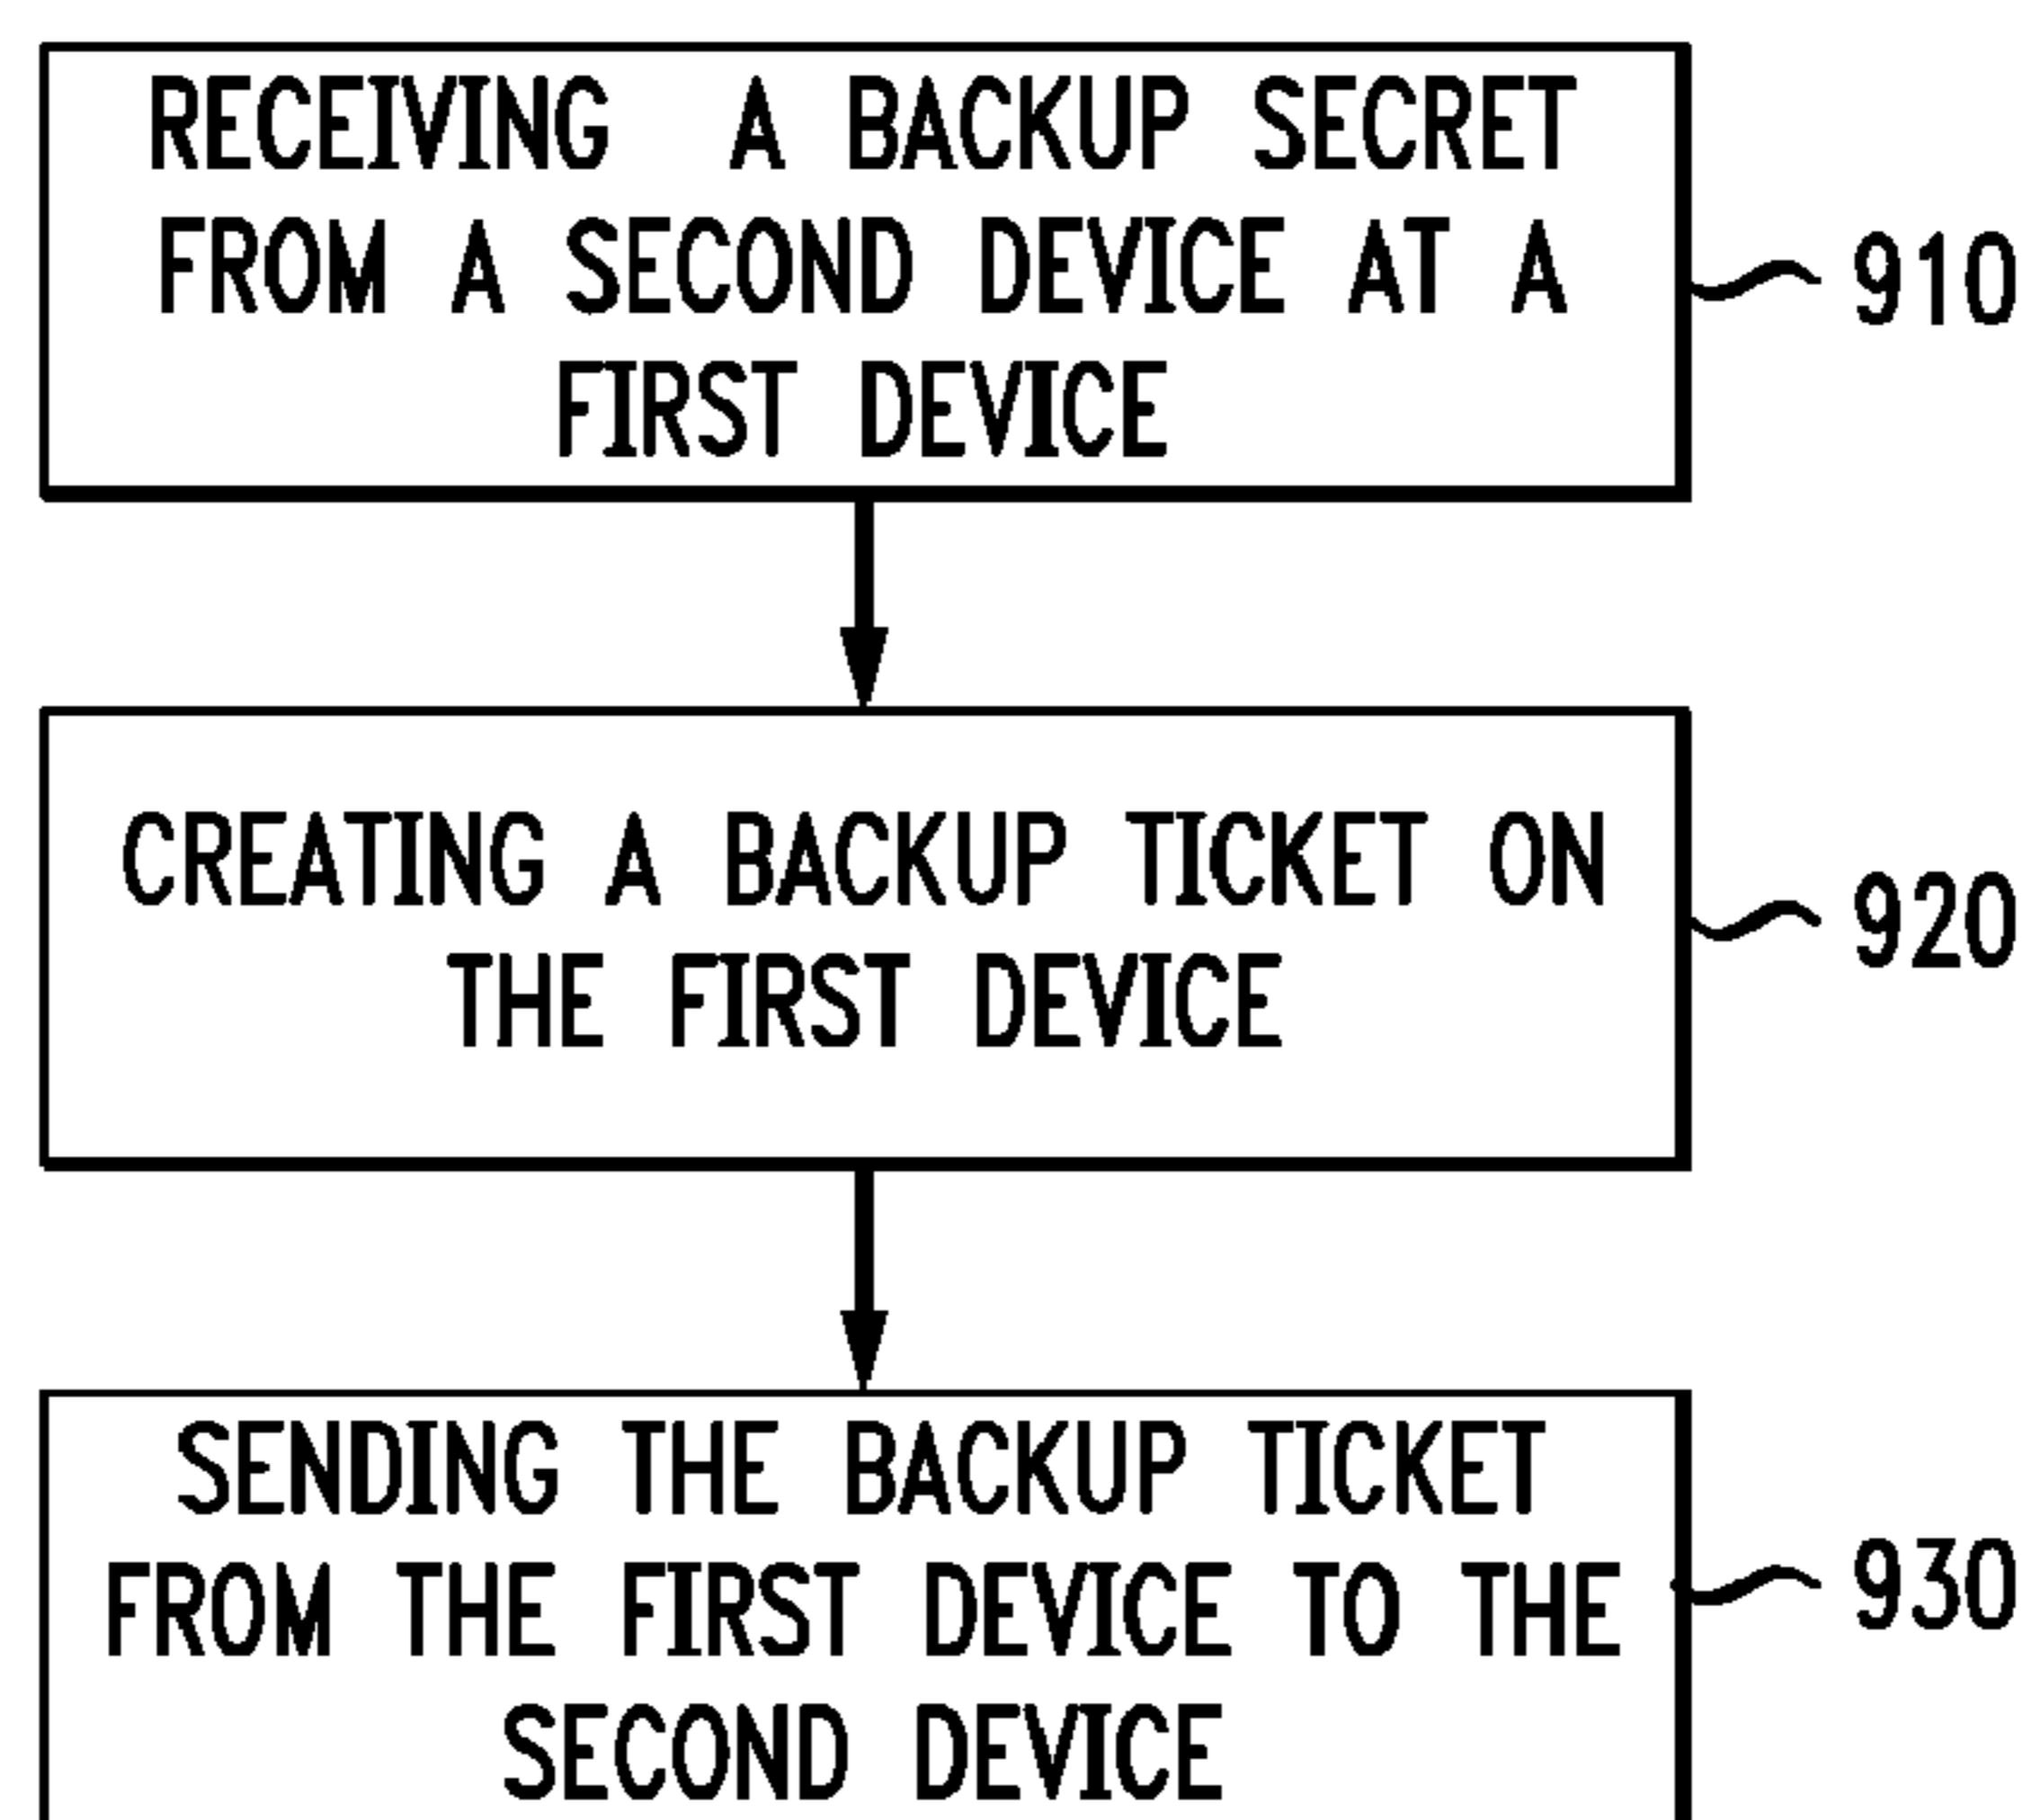 RECEIVING A BACKUP SECRET
FROM A SECOND DEVICE AT A
FIRST DEVICE
910
CREATING A BACKUP TICKET ON
THE FIRST DEVICE
920
SENDING THE BACKUP TICKET
FROM THE FIRST DEVICE TO THE
SECOND DEVICE
930